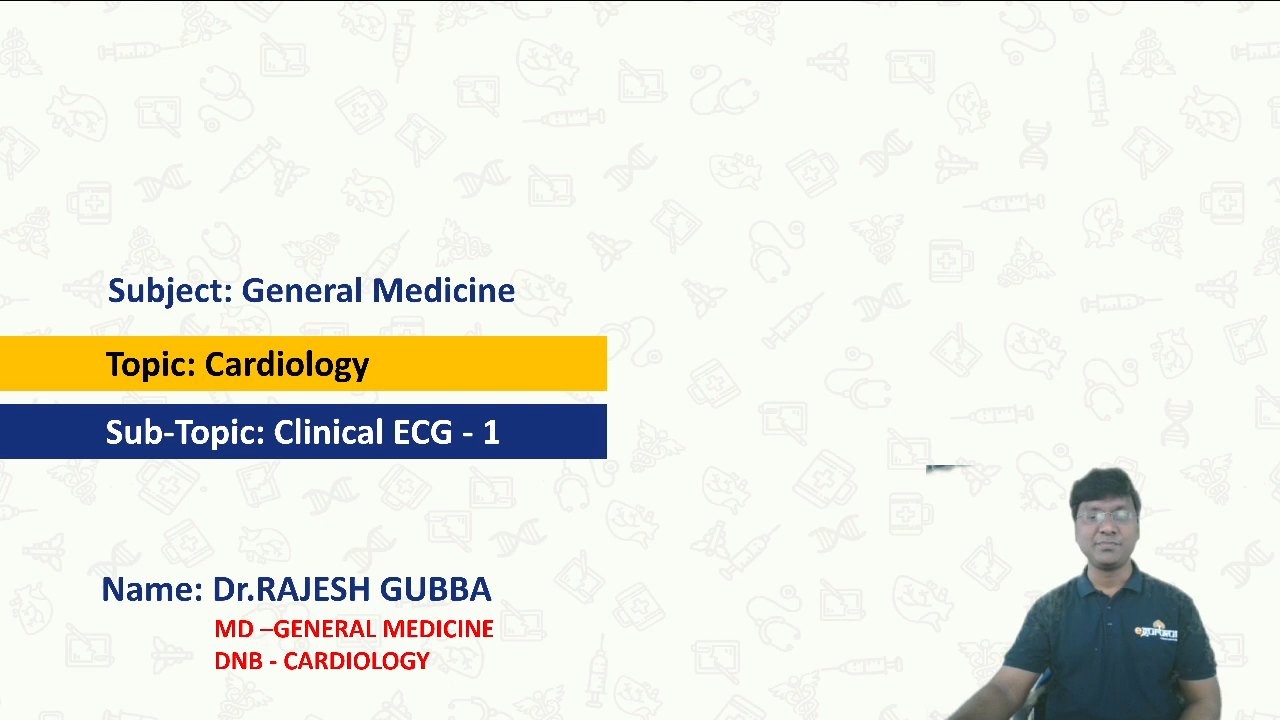 Subject: General Medicine
Topic: Cardiology
Sub-Topic: Clinical ECG - 1
Name: Dr.RAJESH GUBBA
MD –GENERAL MEDICINE
DNB - CARDIOLOGY